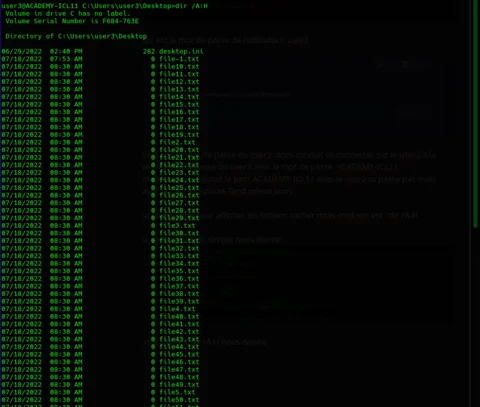 user3@ACADEMY-ICL11 C:\Users\user3\Desktop>dir /A:H
Volume in drive C has no label.
Volume Serial Number is F684-763E
Directory of C:\Users\user3\Desktop
06/29/2022 02:40 PM 282 desktop.ini
07/18/2022 07:53 AM 0 file-1.txt
07/18/2022 08:30 AM 0 file10.txt
07/18/2022 08:30 AM 0 file11.txt
07/18/2022 08:30 AM 0 file12.txt
07/18/2022 08:30 AM 0 file13.txt
07/18/2022 08:30 AM 0 file14.txt
07/18/2022 08:30 AM 0 file15.txt
07/18/2022 08:30 AM 0 file16.txt
07/18/2022 08:30 AM 0 file17.txt
07/18/2022 08:30 AM 0 file18.txt
07/18/2022 08:30 AM 0 file19.txt
07/18/2022 08:30 AM 0 file2.txt
07/18/2022 08:30 AM 0 file20.txt
07/18/2022 08:30 AM 0 file21.txt
07/18/2022 08:30 AM 0 file22.txt
07/18/2022 08:30 AM 0 file23.txt
07/18/2022 08:30 AM 0 file24.txt
07/18/2022 08:30 AM 0 file25.txt
07/18/2022 08:30 AM 0 file26.txt
07/18/2022 08:30 AM 0 file27.txt
07/18/2022 08:30 AM 0 file28.txt
07/18/2022 08:30 AM 0 file29.txt
07/18/2022 08:30 AM 0 file3.txt
07/18/2022 08:30 AM 0 file30.txt
07/18/2022 08:30 AM 0 file31.txt
07/18/2022 08:30 AM 0 file32.txt
07/18/2022 08:30 AM 0 file33.txt
07/18/2022 08:30 AM 0 file34.txt
07/18/2022 08:30 AM 0 file35.txt
07/18/2022 08:30 AM 0 file36.txt
07/18/2022 08:30 AM 0 file37.txt
07/18/2022 08:30 AM 0 file38.txt
07/18/2022 08:30 AM 0 file39.txt
07/18/2022 08:30 AM 0 file4.txt
07/18/2022 08:30 AM 0 file40.txt
07/18/2022 08:30 AM 0 file41.txt
07/18/2022 08:30 AM 0 file42.txt
07/18/2022 08:30 AM 0 file43.txt
07/18/2022 08:30 AM 0 file44.txt
07/18/2022 08:30 AM 0 file45.txt
07/18/2022 08:30 AM 0 file46.txt
07/18/2022 08:30 AM 0 file47.txt
07/18/2022 08:30 AM 0 file48.txt
07/18/2022 08:30 AM 0 file49.txt
07/18/2022 08:30 AM 0 file5.txt
07/18/2022 08:30 AM 0 file50.txt